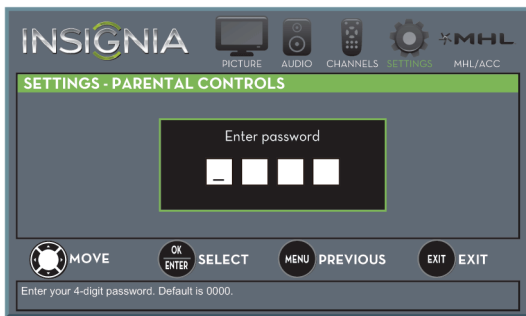 INSIGNIA
PICTURE AUDIO CHANNELS SETTINGS MHL/ACC
MHL
SETTINGS - PARENTAL CONTROLS
Enter password
_
MOVE OK ENTER SELECT MENU PREVIOUS EXIT EXIT
Enter your 4-digit password. Default is 0000.